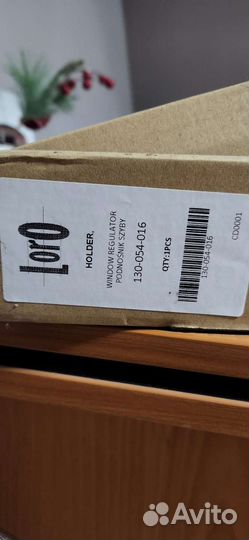 LorO
HOLDER,
WINDOW REGULATOR
PODNOŚNIK SZYBY
130-054-016
QTY:1PCS
130-054-016
CD0001
Avito